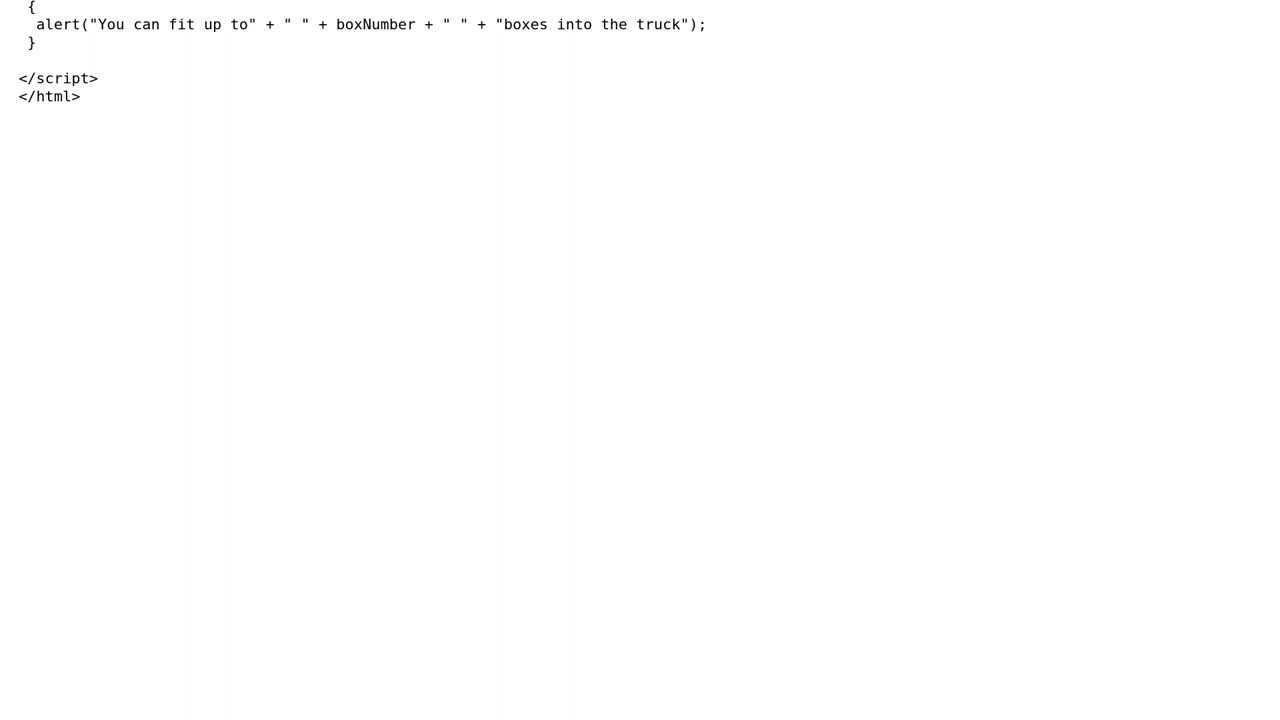 {
alert("You can fit up to" + " " + boxNumber + " " + "boxes into the truck");
}
</script>
</html>